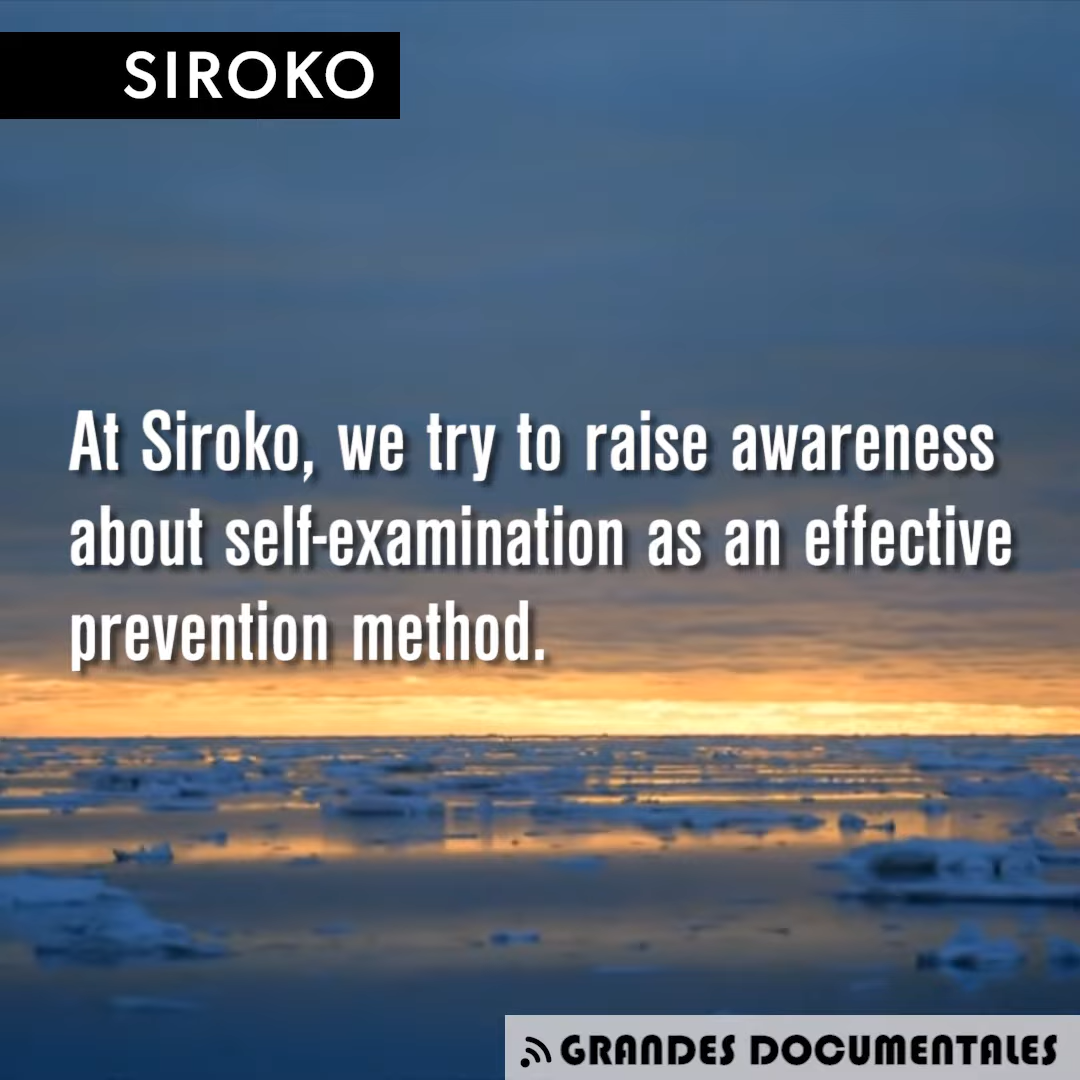 SIROKO
At Siroko, we try to raise awareness
about self-examination as an effective
prevention method.
GRANDES DOCUMENTALES